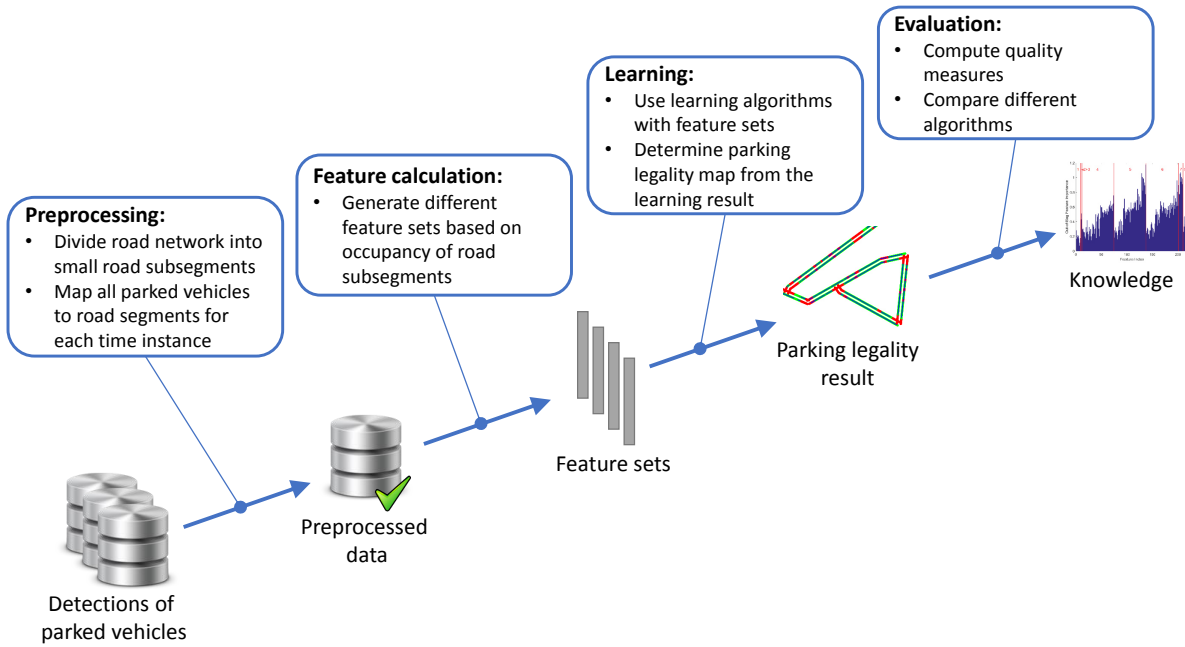 Preprocessing:
• Divide road network into
small road subsegments
• Map all parked vehicles
to road segments for
each time instance
Feature calculation:
• Generate different
feature sets based on
occupancy of road
subsegments
Learning:
• Use learning algorithms
with feature sets
• Determine parking
legality map from the
learning result
Evaluation:
• Compute quality
measures
• Compare different
algorithms
Detections of
parked vehicles
Preprocessed
data
Feature sets
Parking legality
result
Feature Index
Knowledge